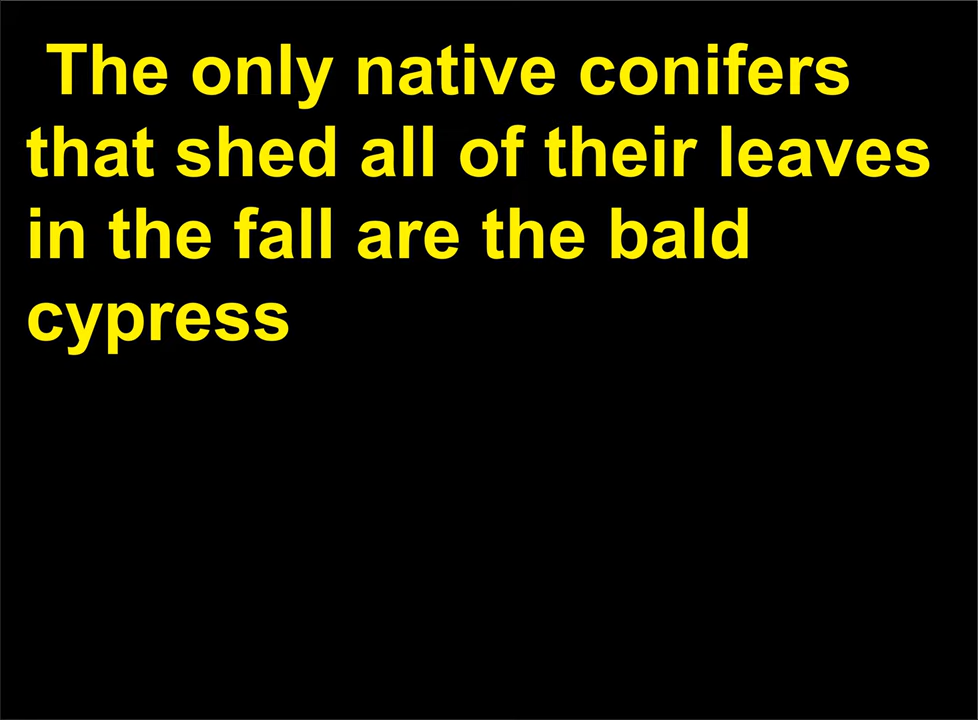 The only native conifers
that shed all of their leaves
in the fall are the bald
cypress